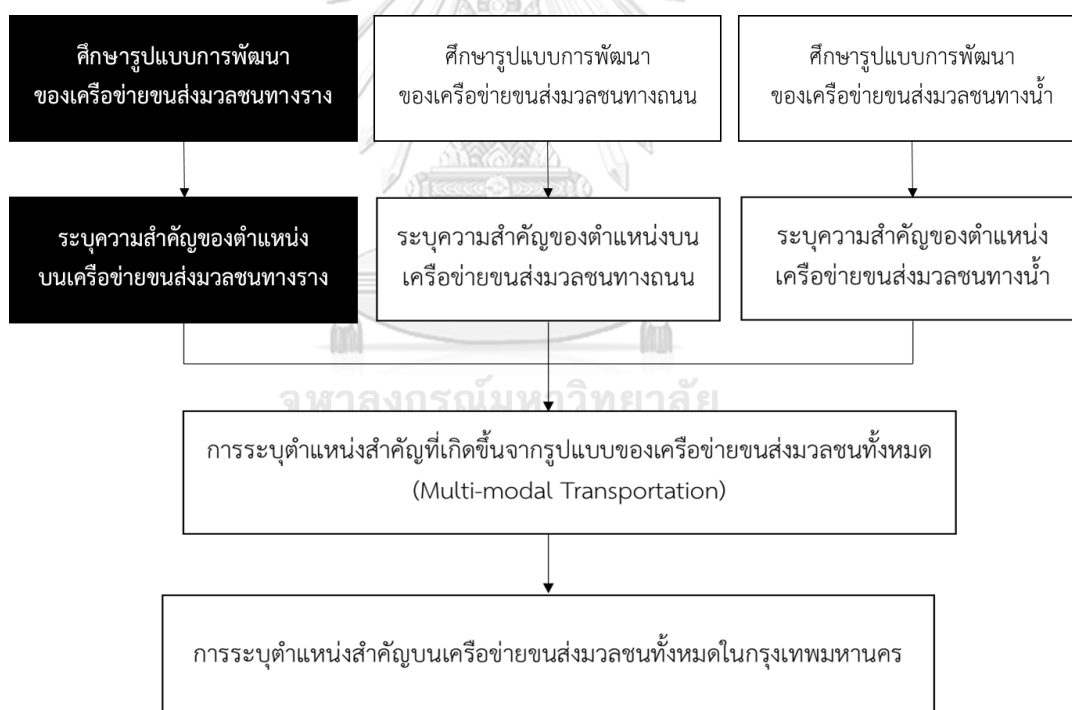 ศึกษารูปแบบการพัฒนา
ของเครือข่ายขนส่งมวลชนทางราง
ศึกษารูปแบบการพัฒนา
ของเครือข่ายขนส่งมวลชนทางถนน
ศึกษารูปแบบการพัฒนา
ของเครือข่ายขนส่งมวลชนทางน้ำ
ระบุความสำคัญของตำแหน่ง
บนเครือข่ายขนส่งมวลชนทางราง
ระบุความสำคัญของตำแหน่งบน
เครือข่ายขนส่งมวลชนทางถนน
ระบุความสำคัญของตำแหน่ง
เครือข่ายขนส่งมวลชนทางน้ำ
จุฬาลงกรณ์มหาวิทยาลัย
การระบุตำแหน่งสำคัญที่เกิดขึ้นจากรูปแบบของเครือข่ายขนส่งมวลชนทั้งหมด
(Multi-modal Transportation)
การระบุตำแหน่งสำคัญบนเครือข่ายขนส่งมวลชนทั้งหมดในกรุงเทพมหานคร